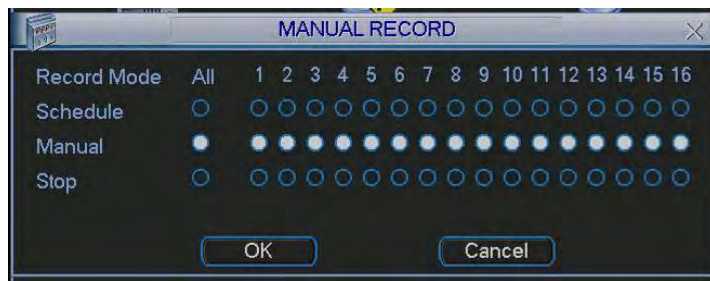 MANUAL RECORD
Record Mode All 1 2 3 4 5 6 7 8 9 10 11 12 13 14 15 16
Schedule
Manual
Stop
OK Cancel